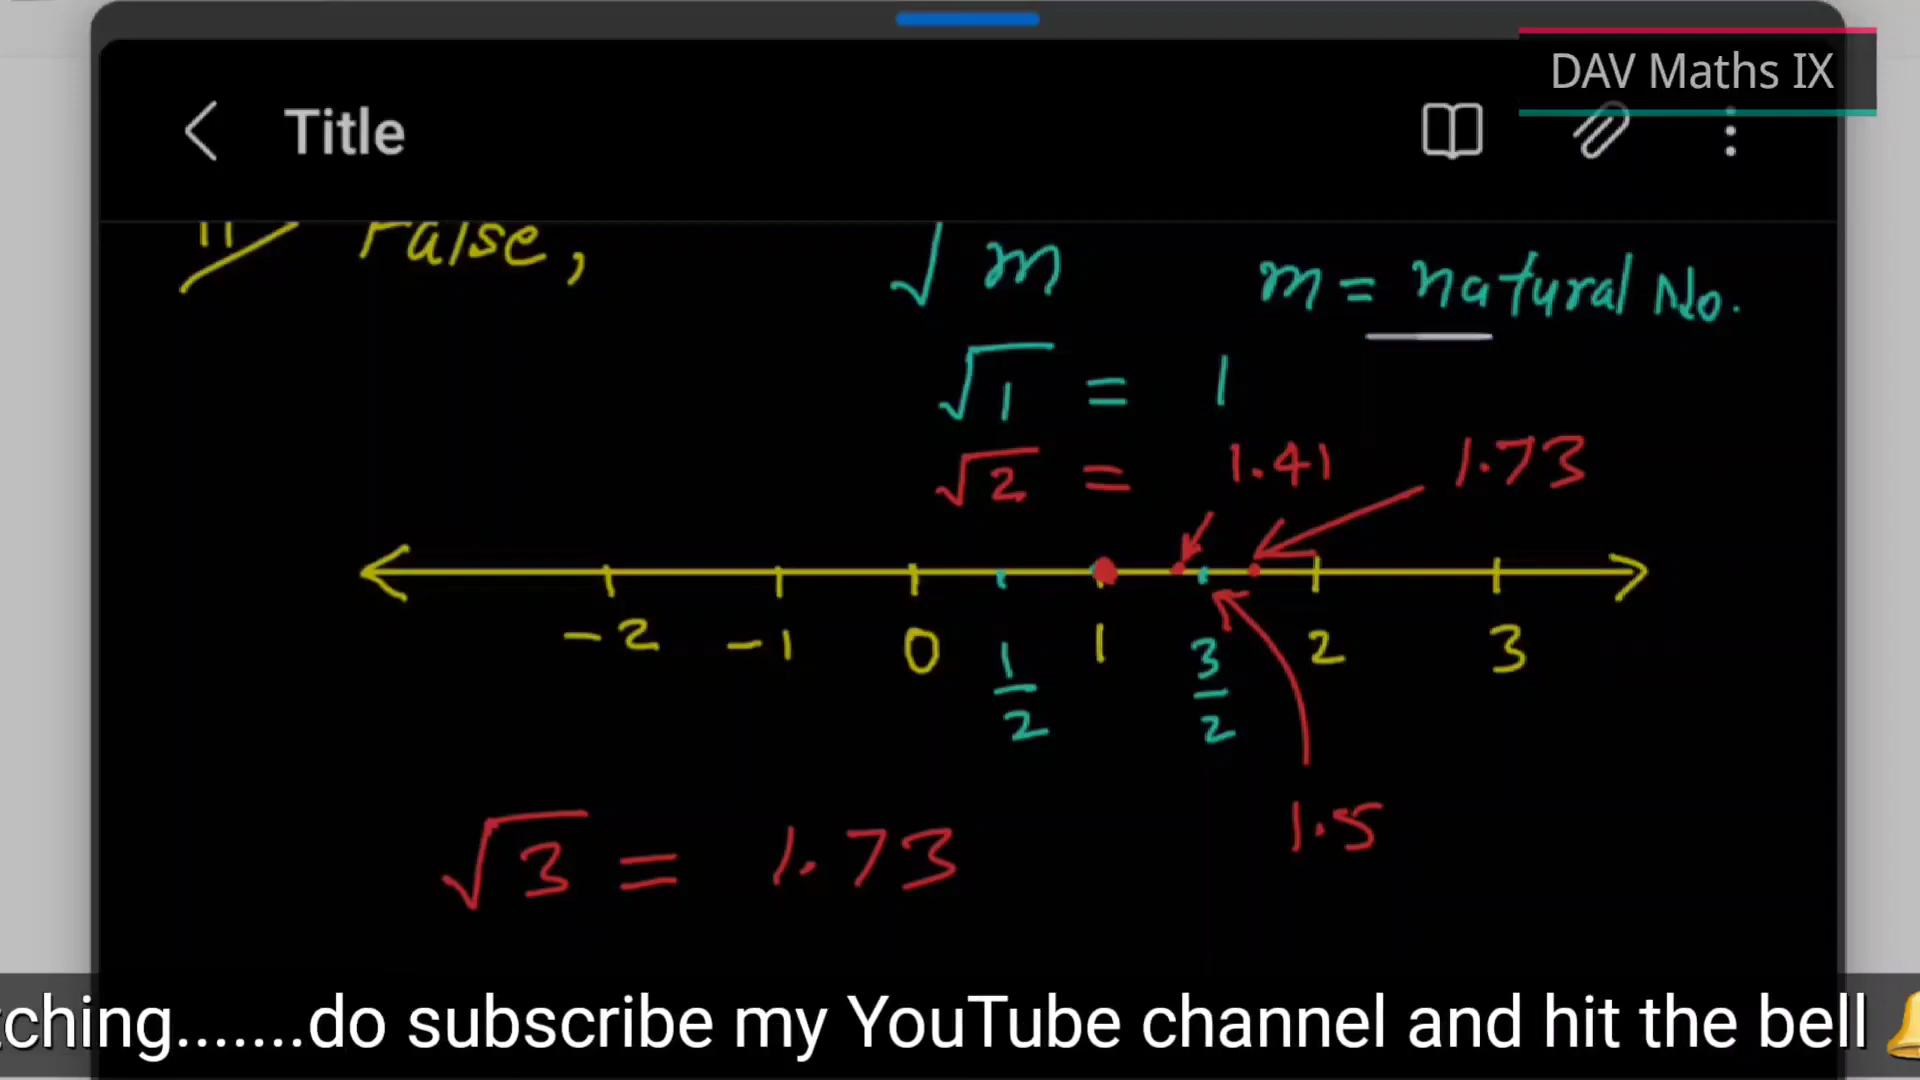 DAV Maths IX
Title
False,
√m
m = natural No.
√1 = 1
√2 = 1.41
1.73
-2 -1 0 1/2 1 3/2 2 3
√3 = 1.73
1.5
ching.......do subscribe my YouTube channel and hit the bell 🔔